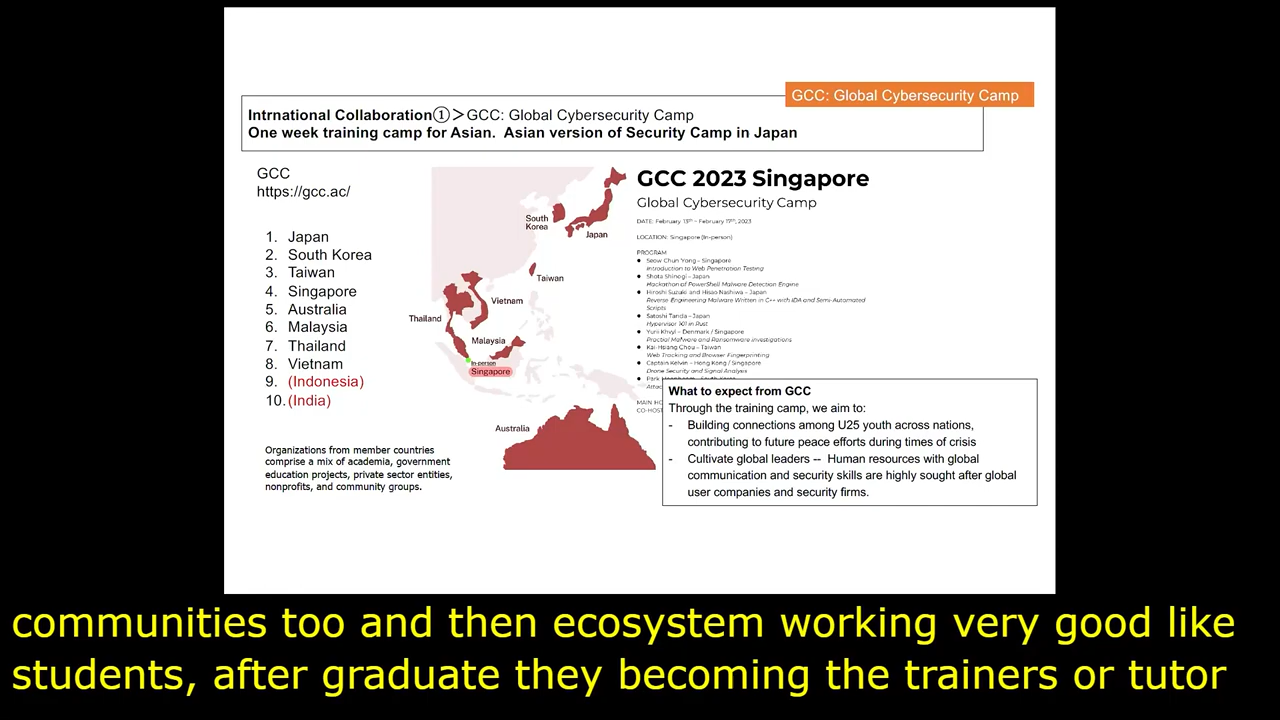 GCC: Global Cybersecurity Camp
Intrnational Collaboration①＞GCC: Global Cybersecurity Camp
One week training camp for Asian. Asian version of Security Camp in Japan
GCC
https://gcc.ac/
1. Japan
2. South Korea
3. Taiwan
4. Singapore
5. Australia
6. Malaysia
7. Thailand
8. Vietnam
9. (Indonesia)
10. (India)
Organizations from member countries
comprise a mix of academia, government
education projects, private sector entities,
nonprofits, and community groups.
South
Korea
Japan
Taiwan
Vietnam
Thailand
Malaysia
In-person
Singapore
Australia
GCC 2023 Singapore
Global Cybersecurity Camp
DATE: February 13ᵀᴴ – February 17ᵀᴴ, 2023
LOCATION: Singapore (In-person)
PROGRAM
● Seow Chun Yong – Singapore
Introduction to Web Penetration Testing
● Shota Shinogi – Japan
Hackathon of PowerShell Malware Detection Engine
● Hiroshi Suzuki and Hisao Nashiwa – Japan
Reverse Engineering Malware Written in C++ with IDA and Semi-Automated
Scripts
● Satoshi Tanda – Japan
Hypervisor 101 in Rust
● Yurii Khvyl – Denmark / Singapore
Practical Malware and Ransomware Investigations
● Kai-Hsiang Chou – Taiwan
Web Tracking and Browser Fingerprinting
● Captain Kelvin – Hong Kong / Singapore
Drone Security and Signal Analysis
What to expect from GCC
Through the training camp, we aim to:
- Building connections among U25 youth across nations,
contributing to future peace efforts during times of crisis
- Cultivate global leaders -- Human resources with global
communication and security skills are highly sought after global
user companies and security firms.
communities too and then ecosystem working very good like
students, after graduate they becoming the trainers or tutor